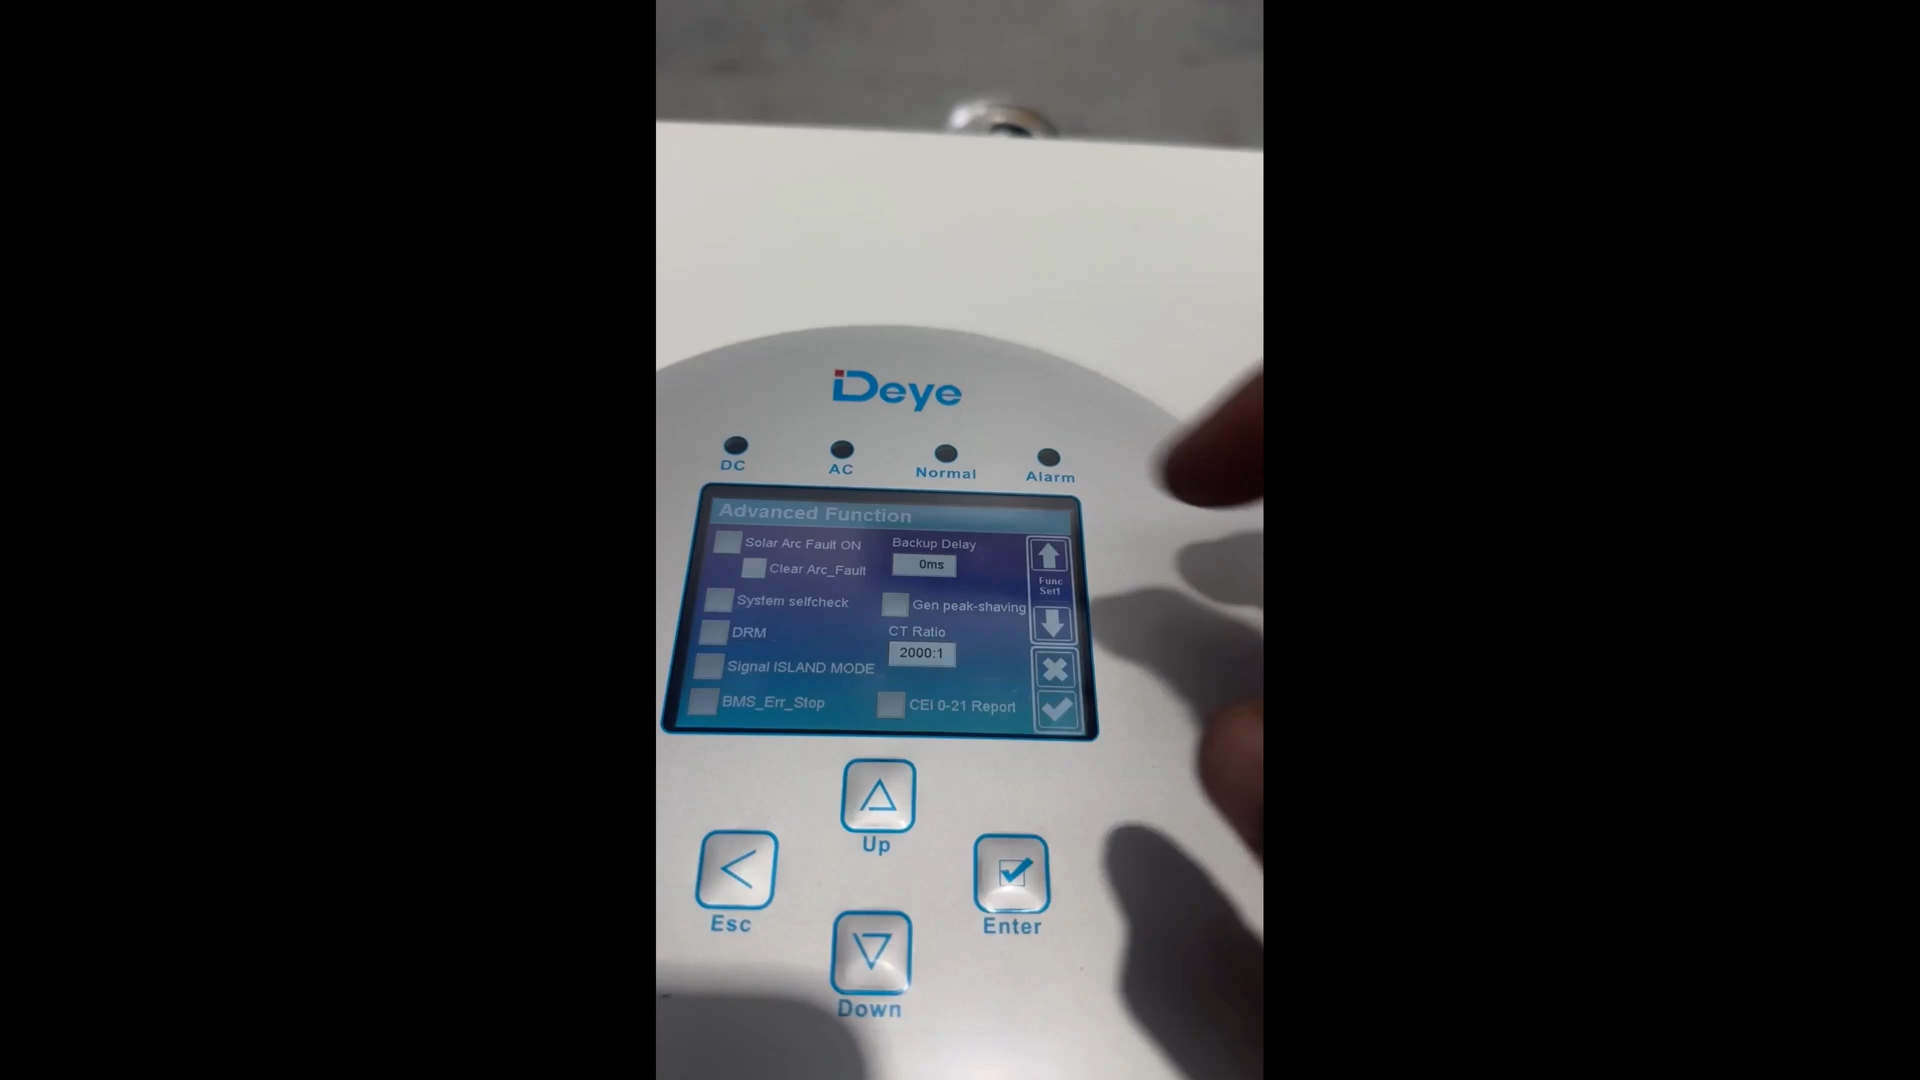 Deye
DC
AC
Normal
Alarm
Advanced Function
Solar Arc Fault ON
Backup Delay
Clear Arc_Fault
0ms
Func
Set1
System selfcheck
Gen peak-shaving
DRM
CT Ratio
2000:1
Signal ISLAND MODE
BMS_Err_Stop
CEI 0-21 Report
Up
Esc
Enter
Down